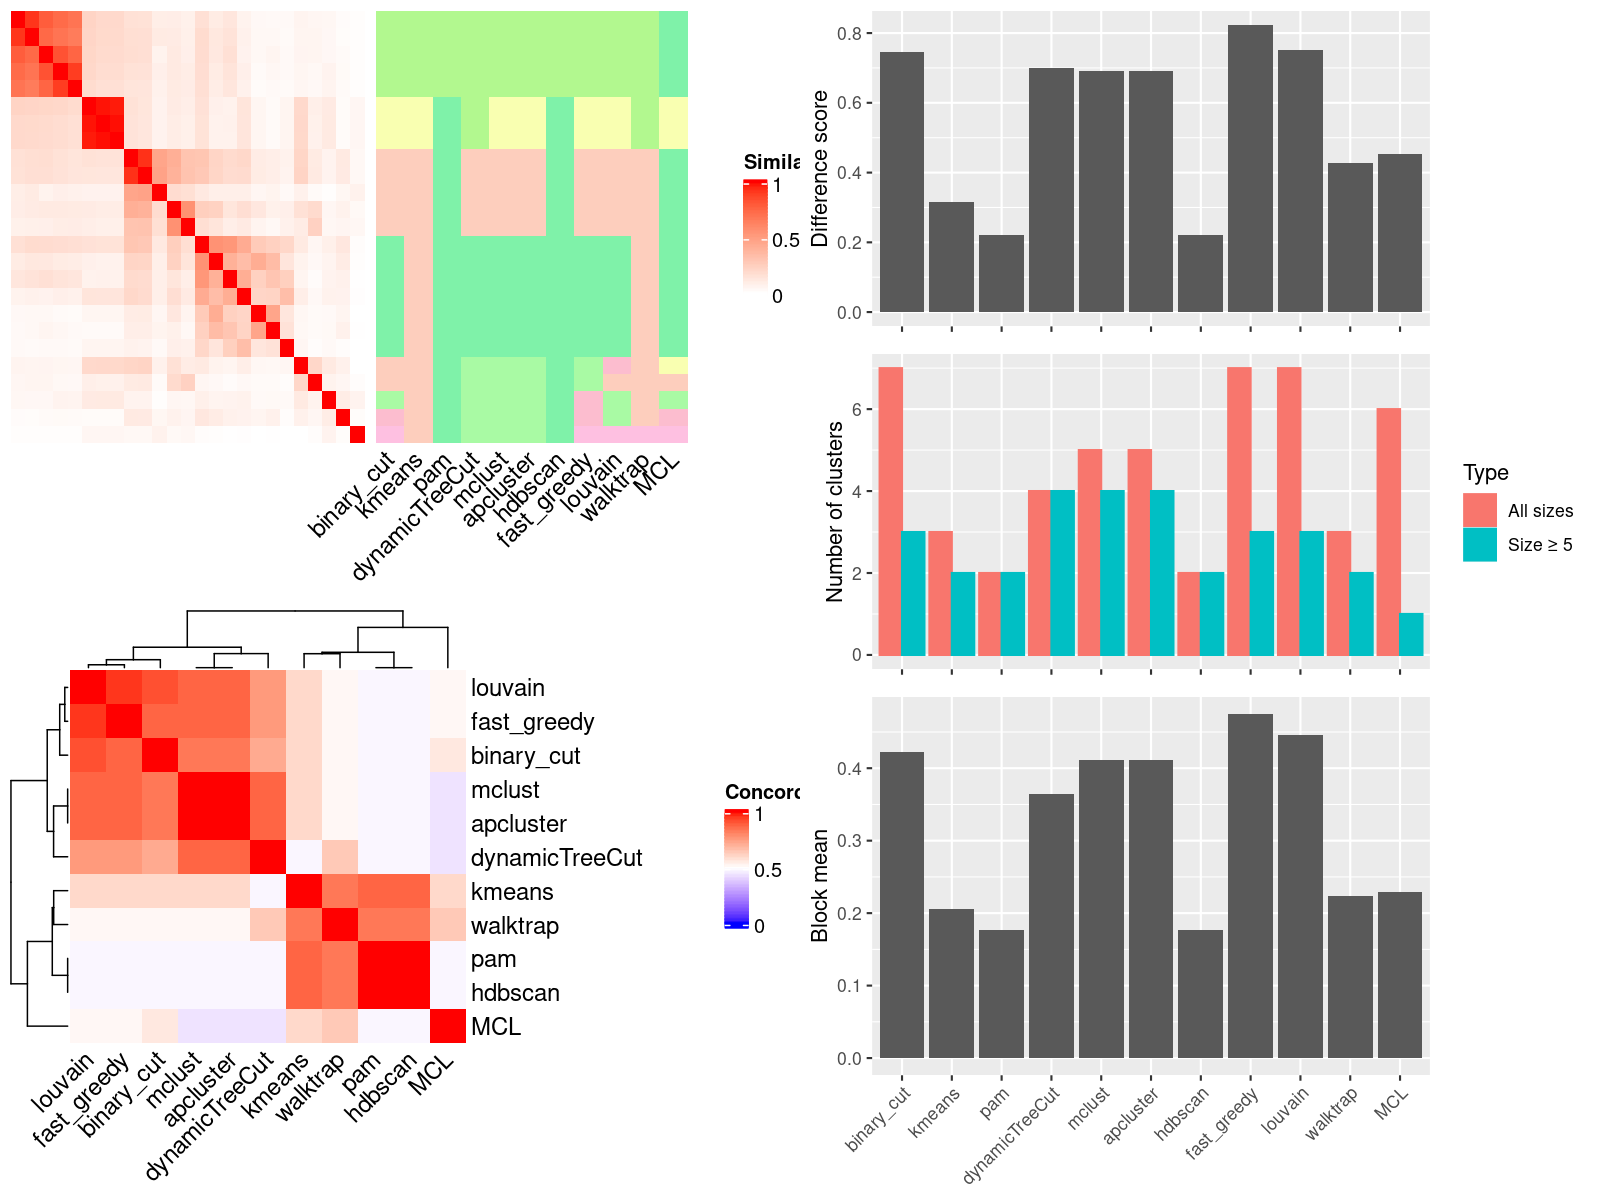 Simila
1
0.5
0
binary_cut
kmeans
pam
dynamicTreeCut
mclust
apcluster
hdbscan
fast_greedy
louvain
walktrap
MCL
louvain
fast_greedy
binary_cut
mclust
apcluster
dynamicTreeCut
kmeans
walktrap
pam
hdbscan
MCL
louvain
fast_greedy
binary_cut
mclust
apcluster
dynamicTreeCut
kmeans
walktrap
pam
hdbscan
MCL
Concord
1
0.5
0
Difference score
0.8
0.6
0.4
0.2
0.0
Number of clusters
6
4
2
0
Type
All sizes
Size ≥ 5
Block mean
0.4
0.3
0.2
0.1
0.0
binary_cut
kmeans
pam
dynamicTreeCut
mclust
apcluster
hdbscan
fast_greedy
louvain
walktrap
MCL